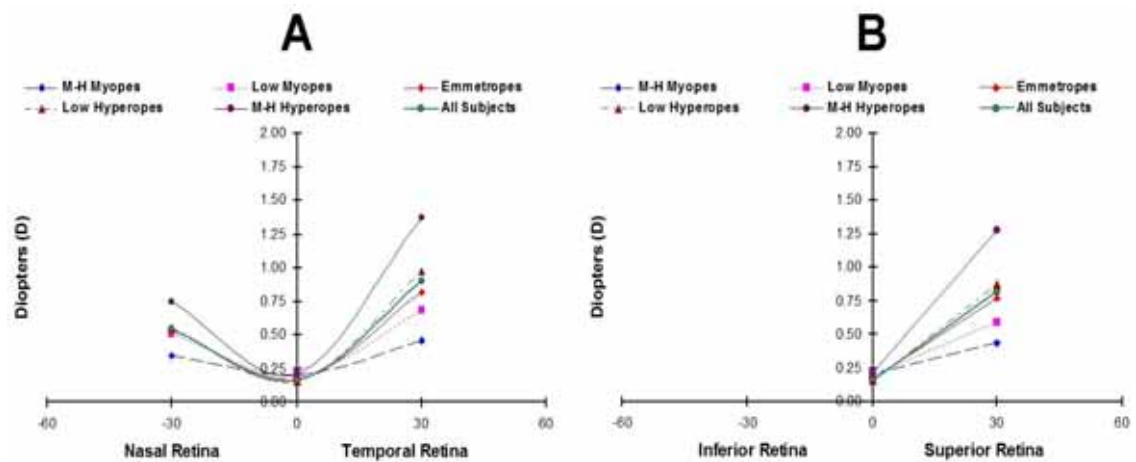 A
M-H Myopes Low Myopes Emmetropes
Low Hyperopes M-H Hyperopes All Subjects
2.00
1.75
1.50
1.25
1.00
0.75
0.50
0.25
0.00
Diopters (D)
-60 -30 0 30 60
Nasal Retina Temporal Retina
B
M-H Myopes Low Myopes Emmetropes
Low Hyperopes M-H Hyperopes All Subjects
2.00
1.75
1.50
1.25
1.00
0.75
0.50
0.25
0.00
Diopters (D)
-60 -30 0 30 60
Inferior Retina Superior Retina